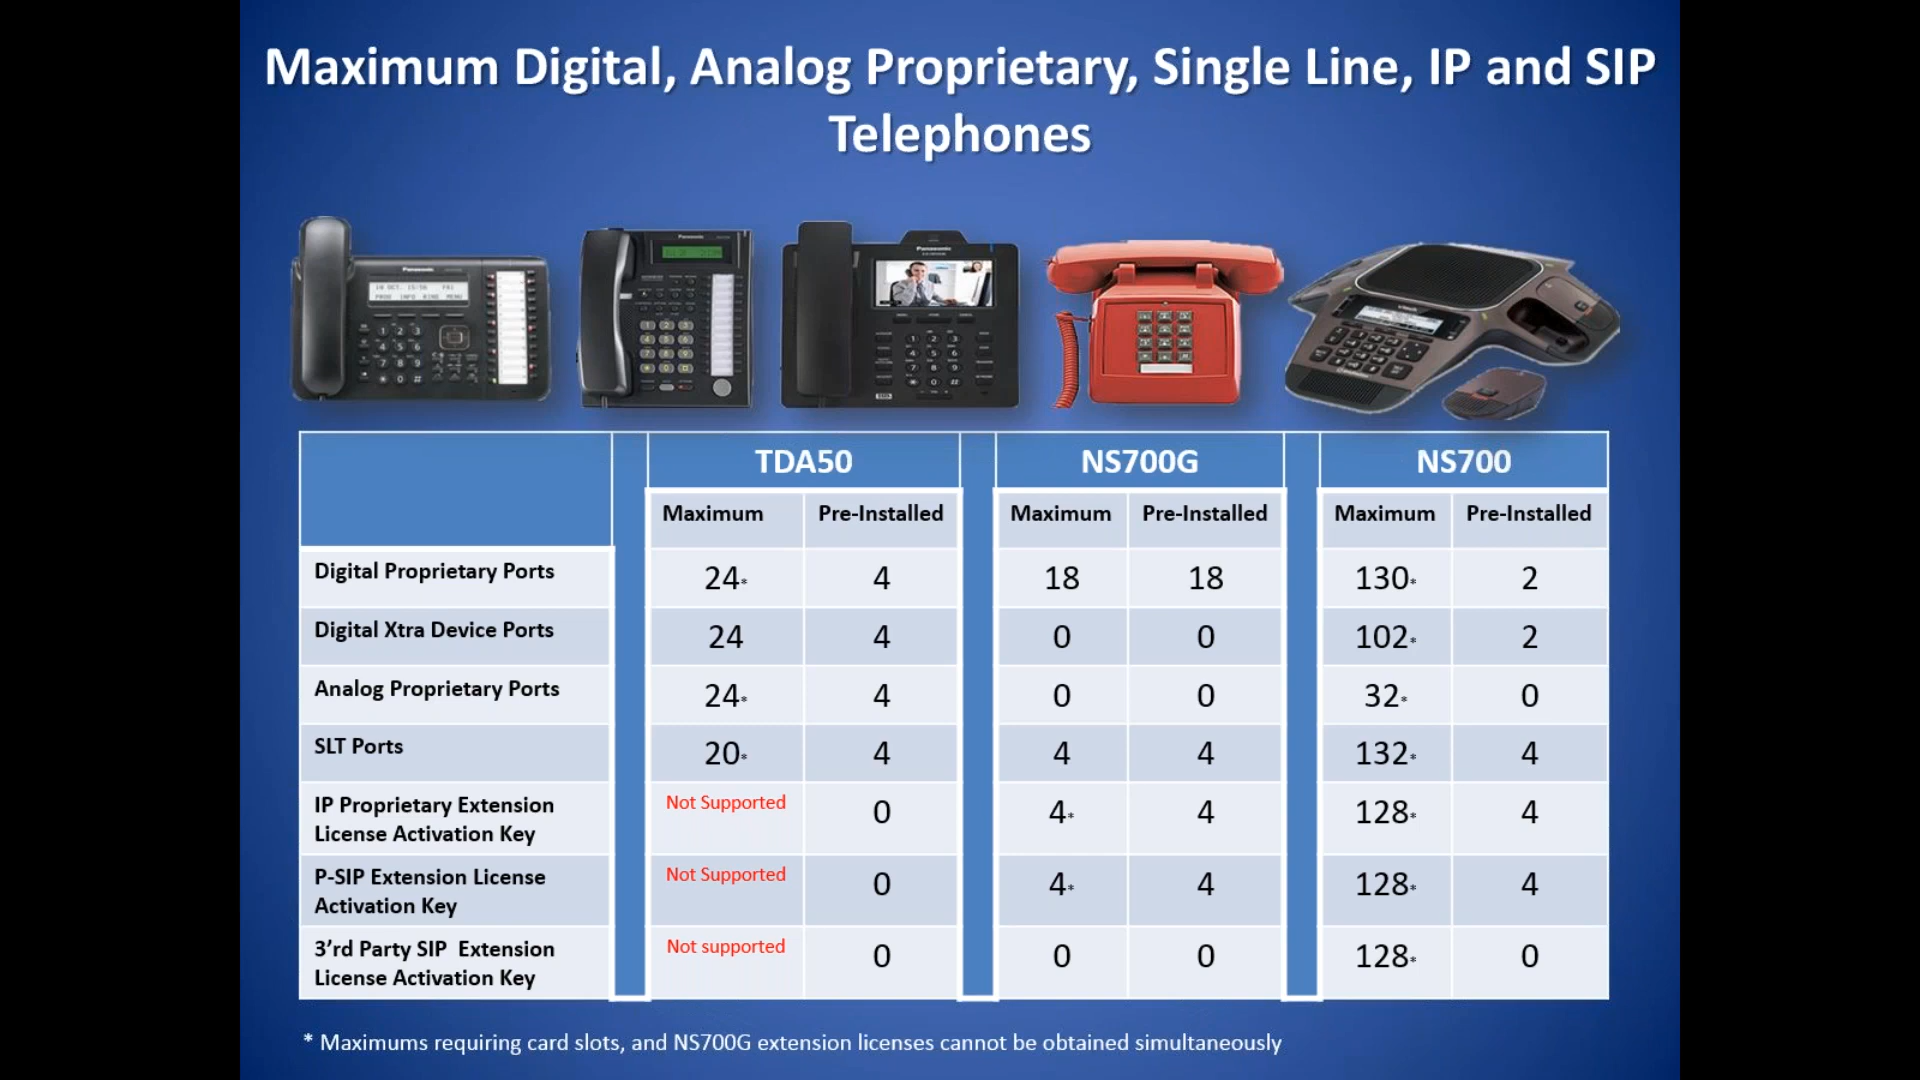 Maximum Digital, Analog Proprietary, Single Line, IP and SIP
Telephones
Panasonic
Panasonic
Panasonic
TDA50 NS700G NS700
Maximum Pre-Installed Maximum Pre-Installed Maximum Pre-Installed
Digital Proprietary Ports 24* 4 18 18 130* 2
Digital Xtra Device Ports 24 4 0 0 102* 2
Analog Proprietary Ports 24* 4 0 0 32* 0
SLT Ports 20* 4 4 4 132* 4
IP Proprietary Extension
License Activation Key Not Supported 0 4* 4 128* 4
P-SIP Extension License
Activation Key Not Supported 0 4* 4 128* 4
3’rd Party SIP  Extension
License Activation Key Not supported 0 0 0 128* 0
* Maximums requiring card slots, and NS700G extension licenses cannot be obtained simultaneously